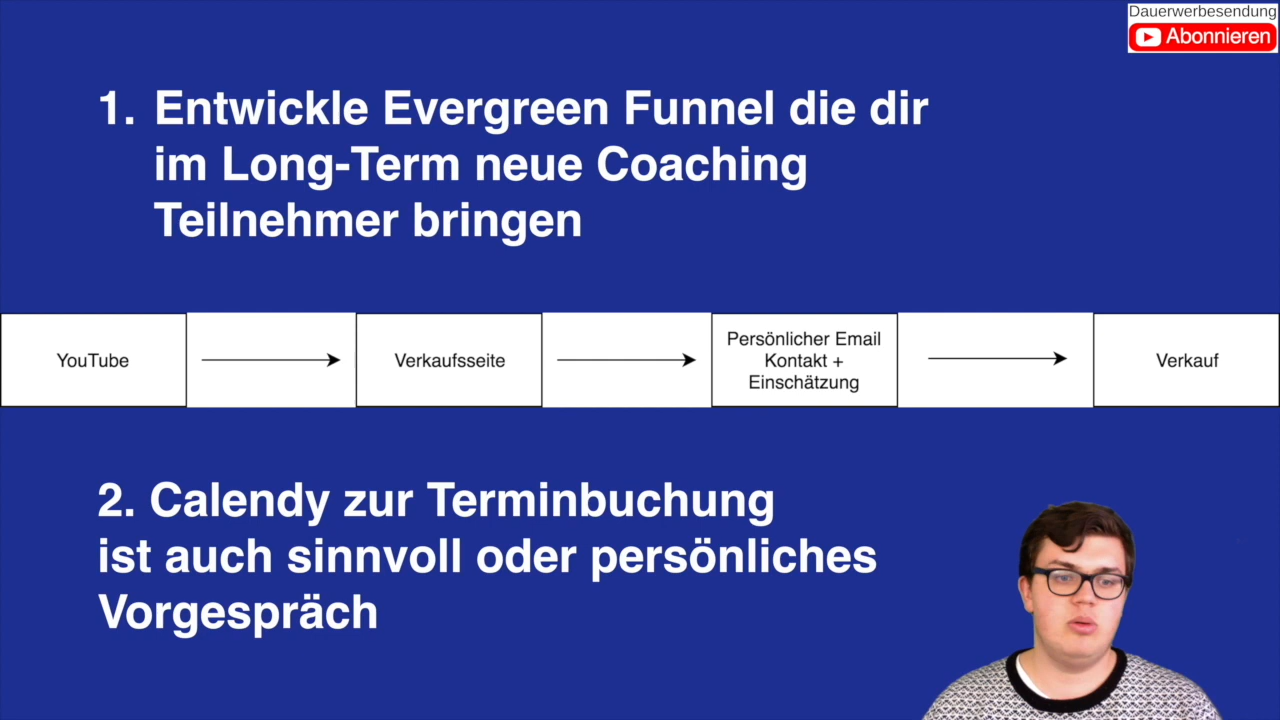 Dauerwerbesendung
Abonnieren
1. Entwickle Evergreen Funnel die dir
im Long-Term neue Coaching
Teilnehmer bringen
YouTube
Verkaufsseite
Persönlicher Email
Kontakt +
Einschätzung
Verkauf
2. Calendy zur Terminbuchung
ist auch sinnvoll oder persönliches
Vorgespräch